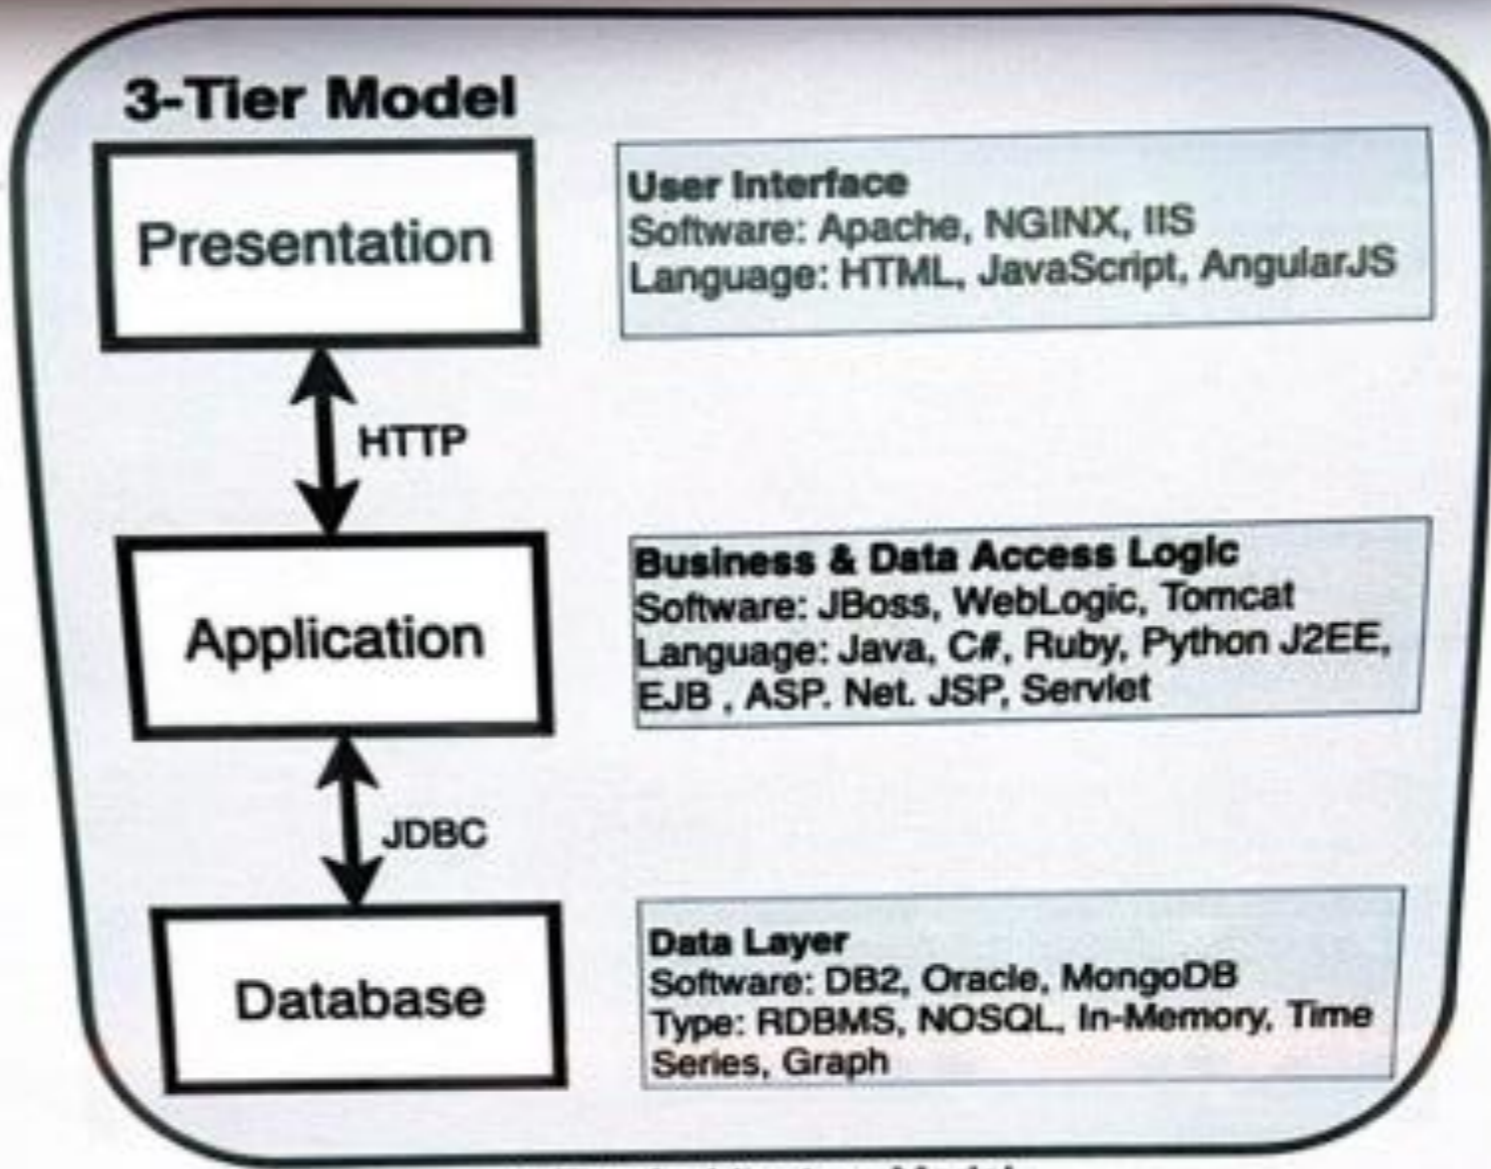 3-Tier Model
Presentation
User Interface
Software: Apache, NGINX, IIS
Language: HTML, JavaScript, AngularJS
HTTP
Application
Business & Data Access Logic
Software: JBoss, WebLogic, Tomcat
Language: Java, C#, Ruby, Python J2EE,
EJB , ASP. Net. JSP, Servlet
JDBC
Database
Data Layer
Software: DB2, Oracle, MongoDB
Type: RDBMS, NOSQL, In-Memory, Time
Series, Graph